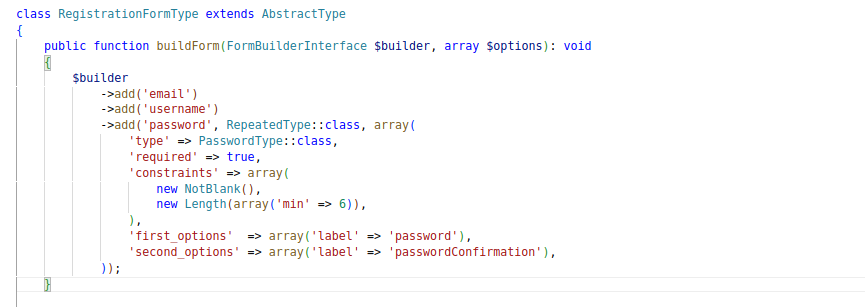 class RegistrationFormType extends AbstractType
{
    public function buildForm(FormBuilderInterface $builder, array $options): void
    {
        $builder
            ->add('email')
            ->add('username')
            ->add('password', RepeatedType::class, array(
                'type' => PasswordType::class,
                'required' => true,
                'constraints' => array(
                    new NotBlank(),
                    new Length(array('min' => 6)),
                ),
                'first_options'  => array('label' => 'password'),
                'second_options' => array('label' => 'passwordConfirmation'),
            ));
    }